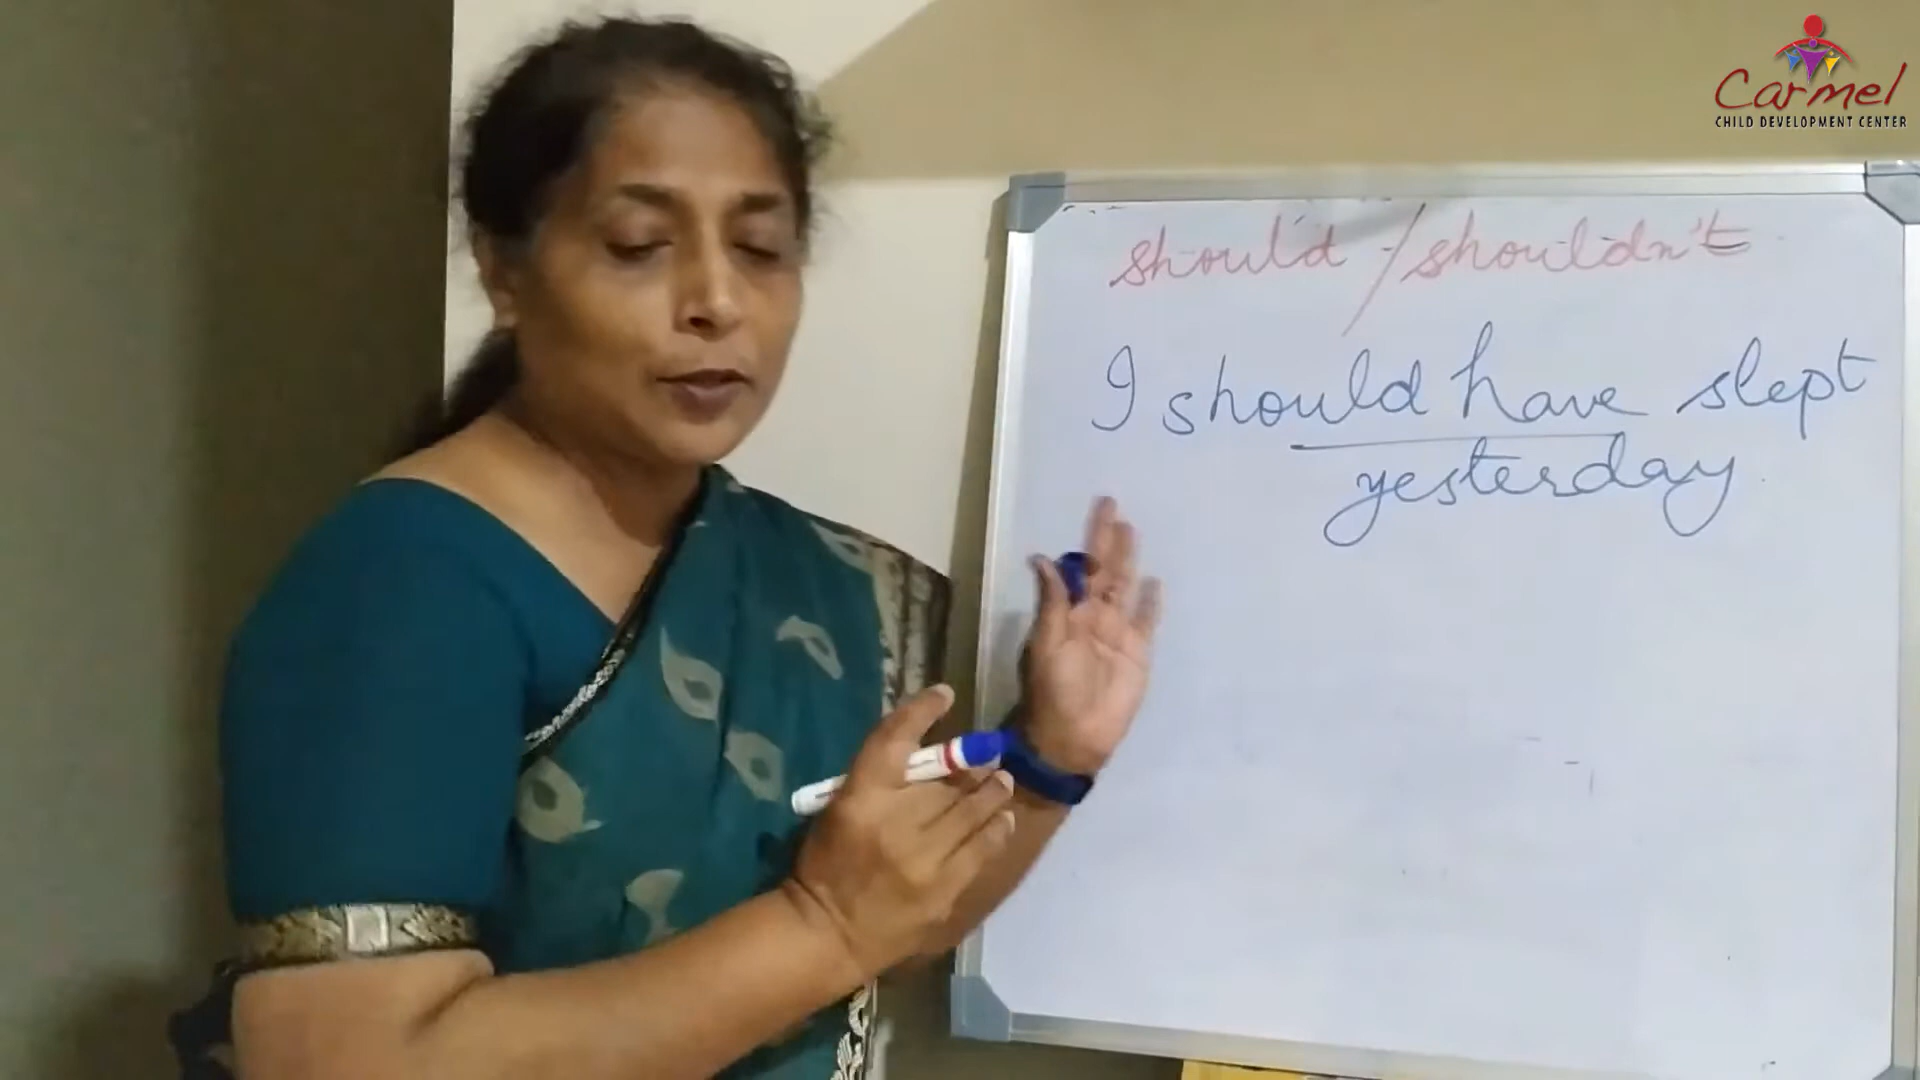 Carmel
CHILD DEVELOPMENT CENTER
should / shouldn't
I should have slept
yesterday